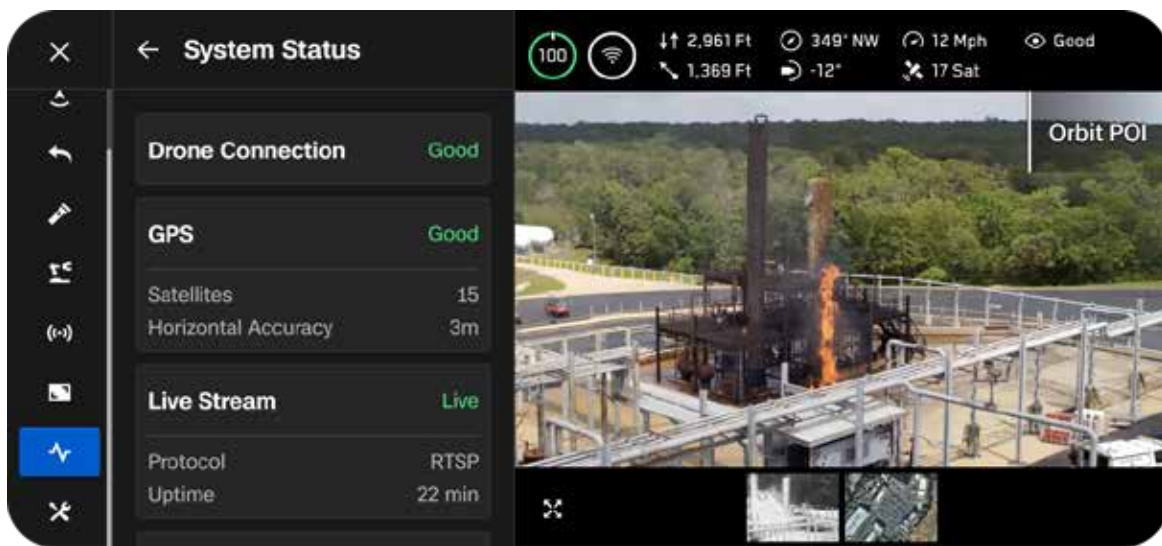 System Status
Drone Connection Good
GPS Good
Satellites 15
Horizontal Accuracy 3m
Live Stream Live
Protocol RTSP
Uptime 22 min
100 2,961 Ft 349° NW 12 Mph Good
1,369 Ft -12° 17 Sat
Orbit POI